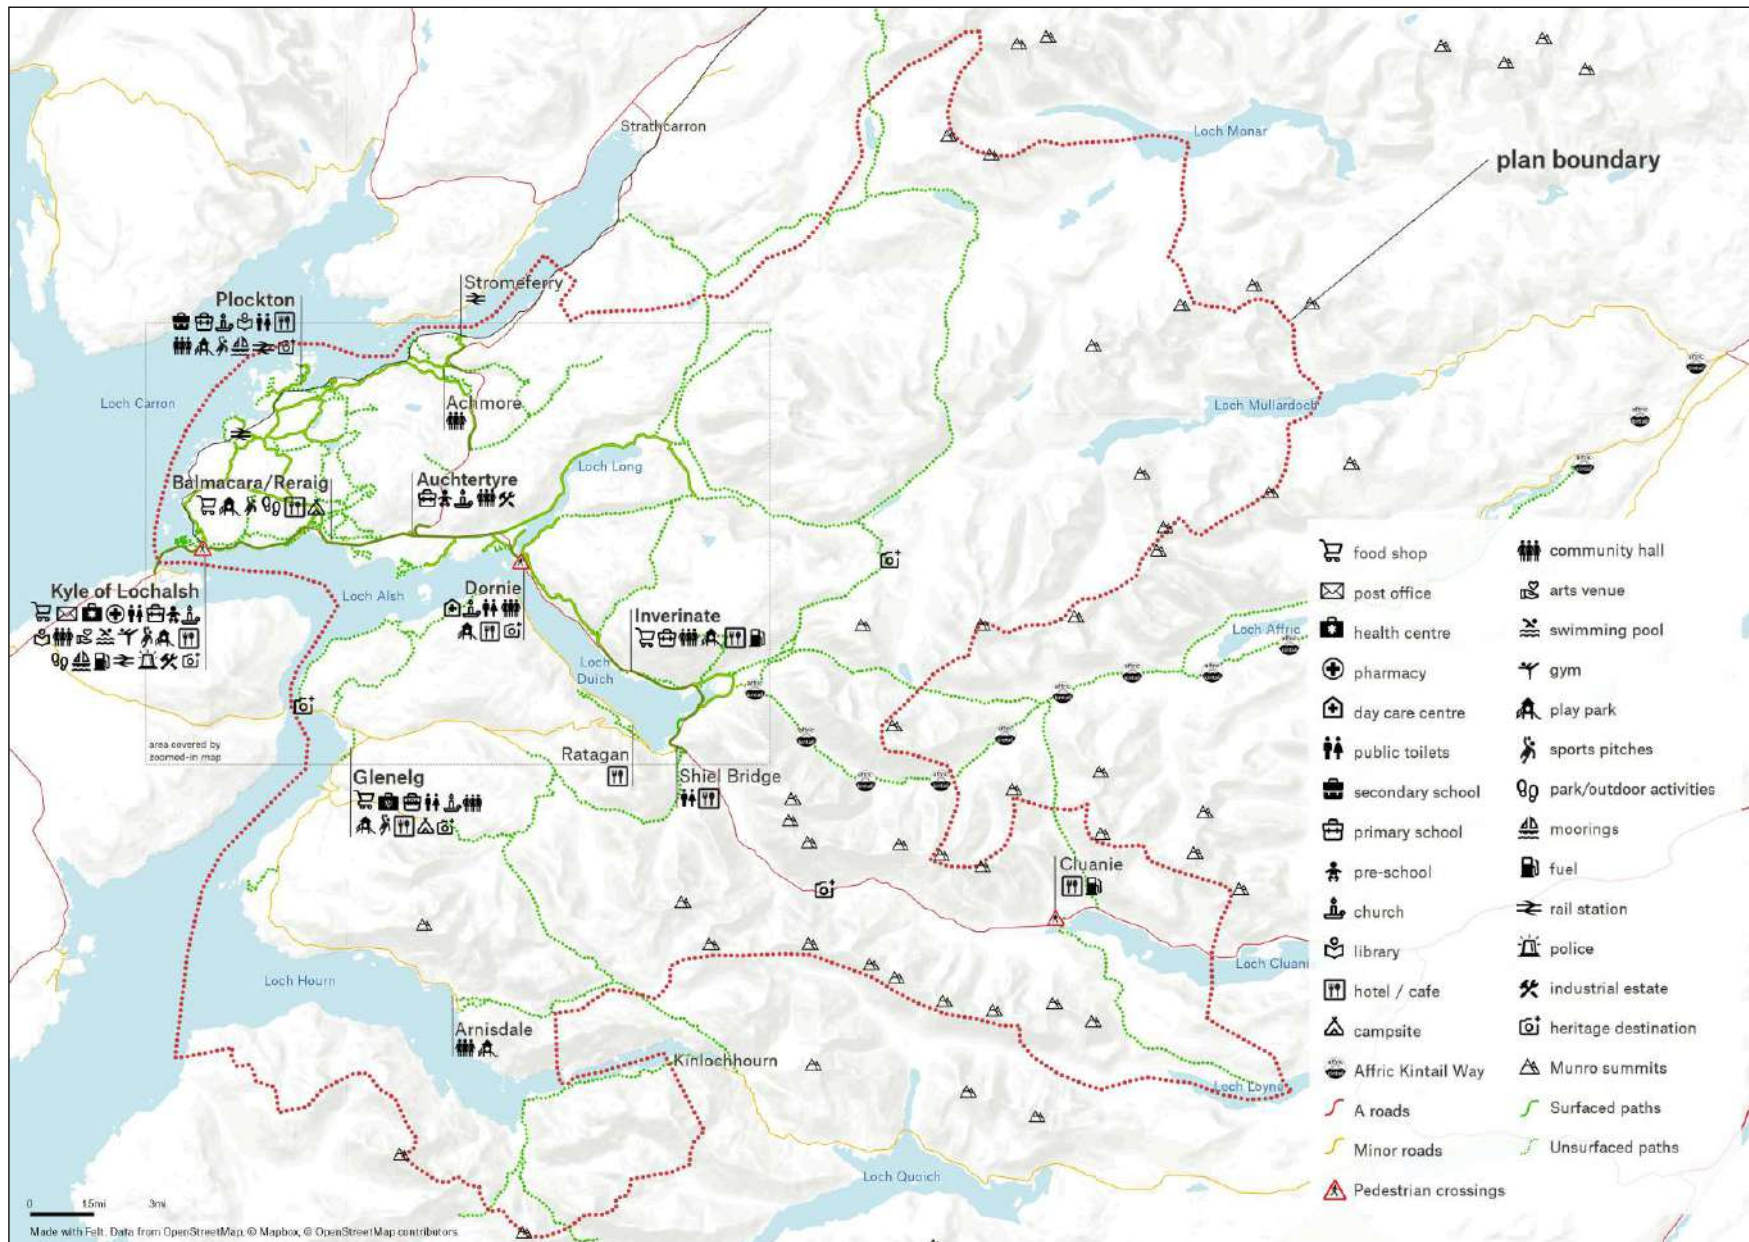 Strathcarron
Loch Monar
plan boundary
Stromeferry
Plockton
Loch Carron
Achmore
Loch Mullardoch
Loch Long
Balmacara/Reraig
Auchtertyre
Kyle of Lochalsh
Loch Alsh
Dornie
Inverinate
Loch Affric
Loch
Duich
area covered by
zoomed-in map
Ratagan
Shiel Bridge
Glenelg
Cluanie
Loch Cluani
Loch Hourn
Arnisdale
Kinlochhourn
Loch Loyne
Loch Quoich
food shop
post office
health centre
pharmacy
day care centre
public toilets
secondary school
primary school
pre-school
church
library
hotel / cafe
campsite
Affric Kintail Way
A roads
Minor roads
Pedestrian crossings
community hall
arts venue
swimming pool
gym
play park
sports pitches
park/outdoor activities
moorings
fuel
rail station
police
industrial estate
heritage destination
Munro summits
Surfaced paths
Unsurfaced paths
0 1.5mi 3mi
Made with Felt. Data from OpenStreetMap, © Mapbox, © OpenStreetMap contributors.